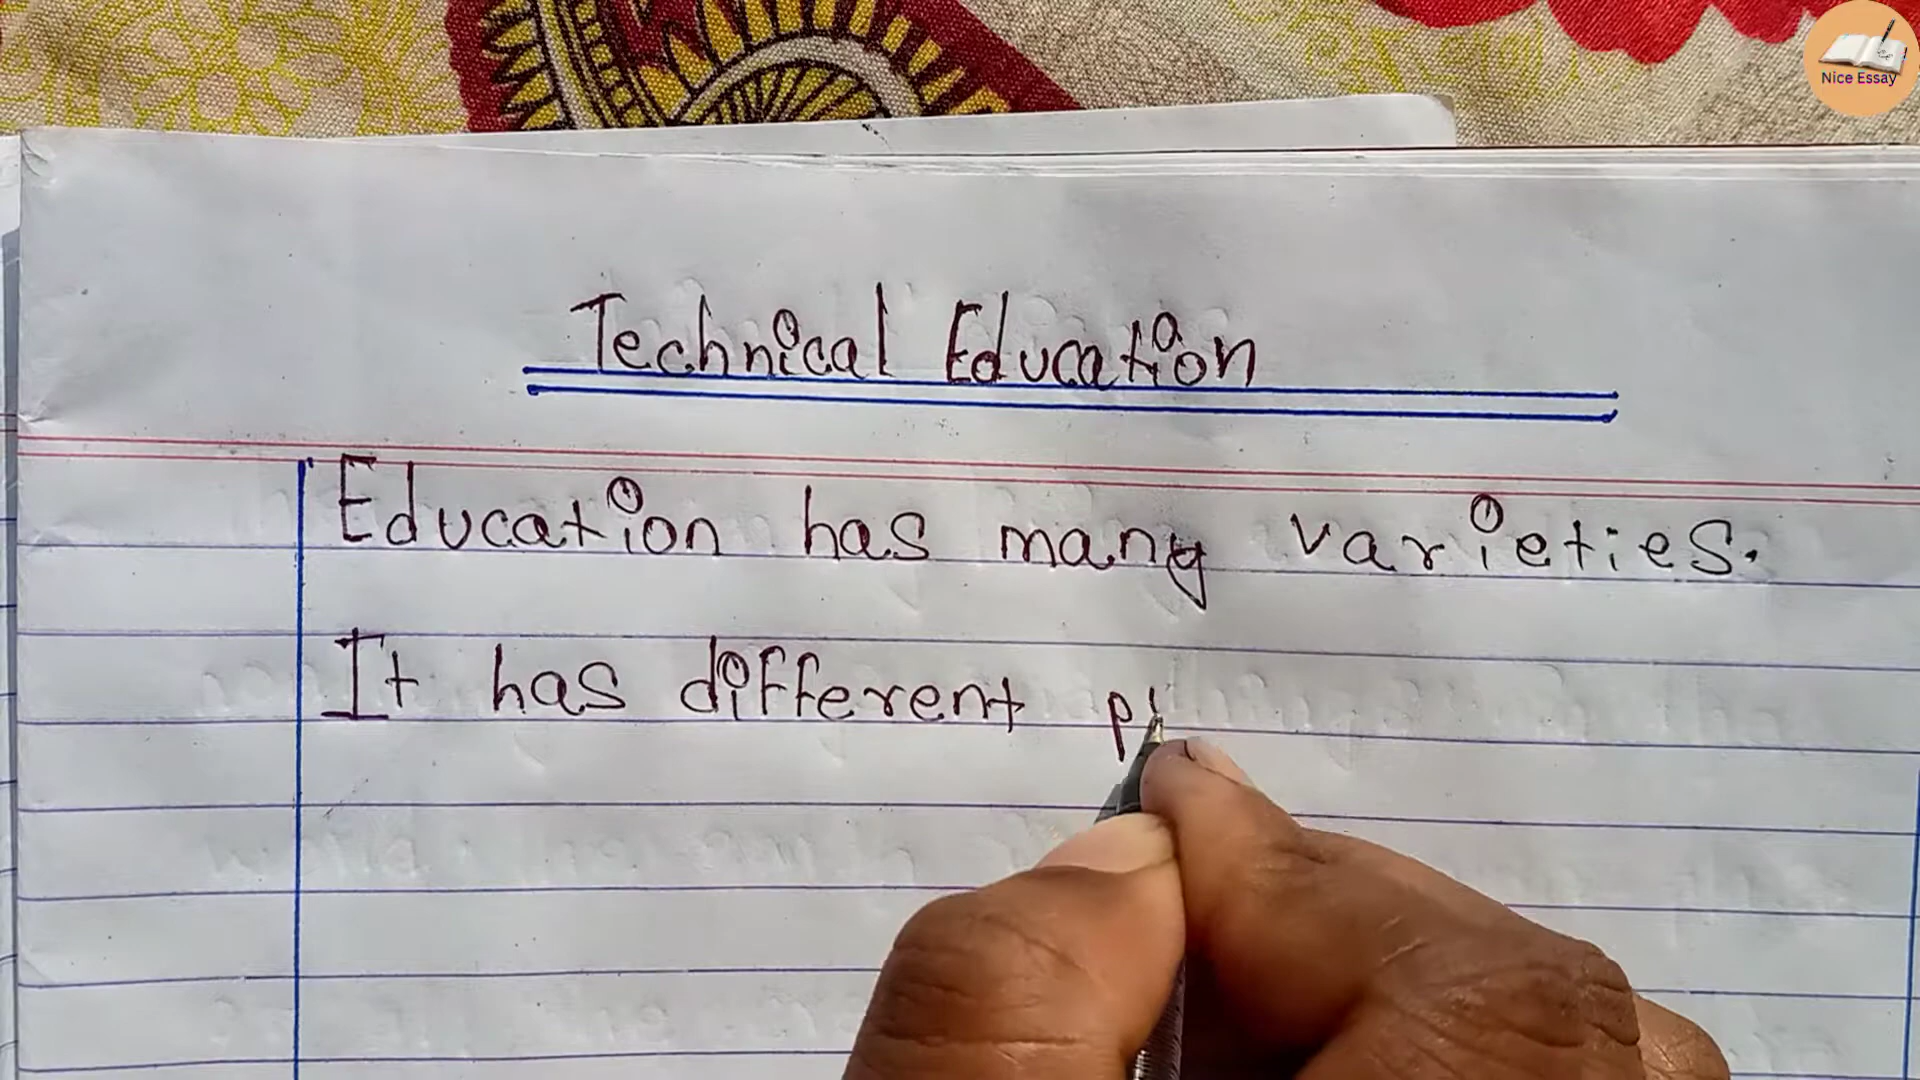 Nice Essay
Technical Education
Education has many varieties.
It has different